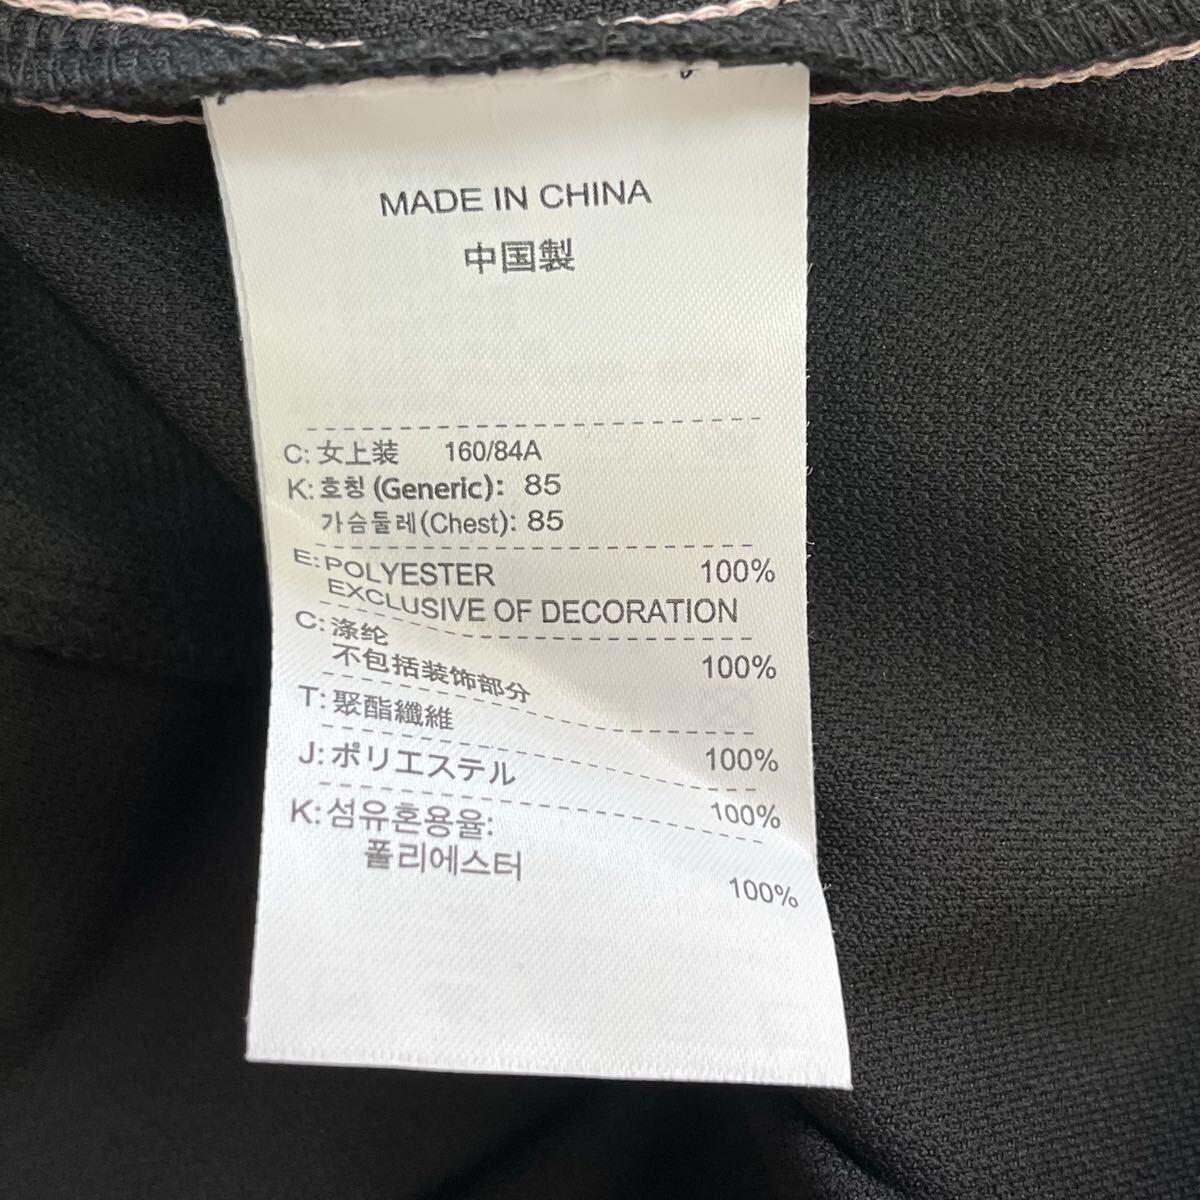 MADE IN CHINA
中国製
C: 女上装 160/84A
K: 호칭 (Generic): 85
가슴둘레(Chest): 85
E: POLYESTER 100%
EXCLUSIVE OF DECORATION
C: 涤纶 100%
不包括装饰部分
T: 聚酯纖維 100%
J: ポリエステル 100%
K: 섬유혼용율:
폴리에스터 100%